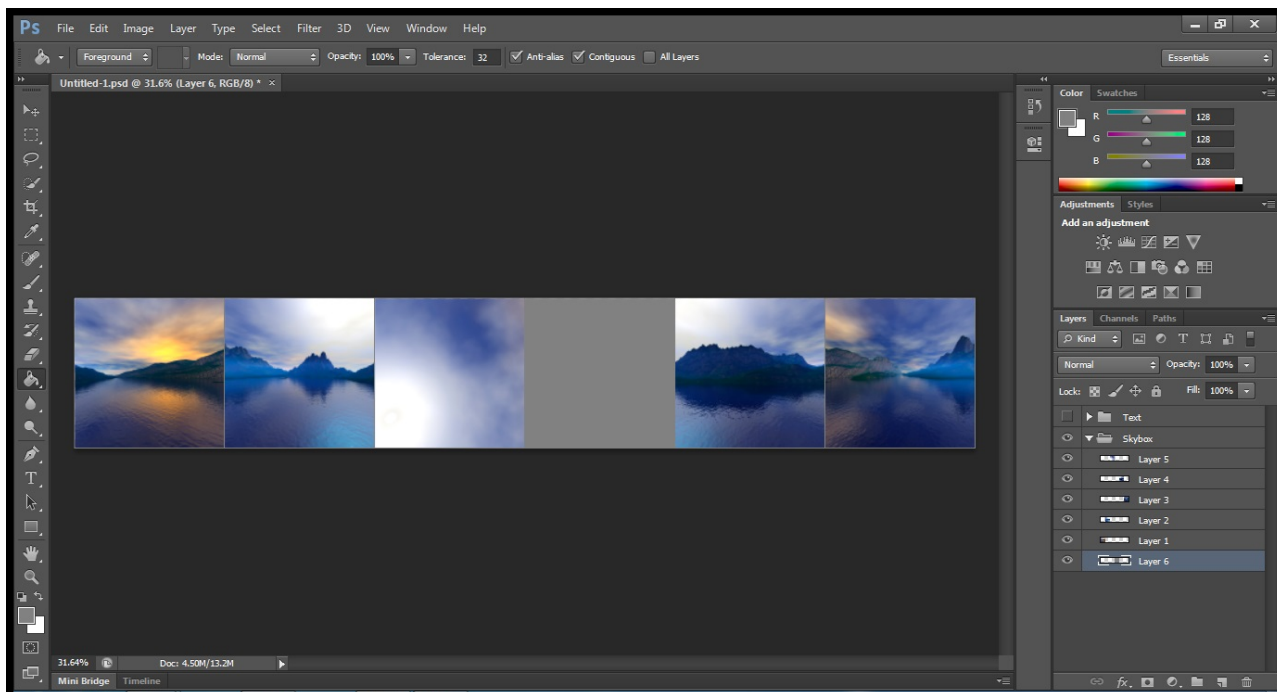 Ps File Edit Image Layer Type Select Filter 3D View Window Help
Foreground Mode: Normal Opacity: 100% Tolerance: 32 Anti-alias Contiguous All Layers Essentials
Untitled-1.psd @ 31.6% (Layer 6, RGB/8) * ×
Color Swatches
R 128
G 128
B 128
Adjustments Styles
Add an adjustment
Layers Channels Paths
Kind
Normal Opacity: 100%
Lock: Fill: 100%
Text
Skybox
Layer 5
Layer 4
Layer 3
Layer 2
Layer 1
Layer 6
31.64% Doc: 4.50M/13.2M
Mini Bridge Timeline
fx.